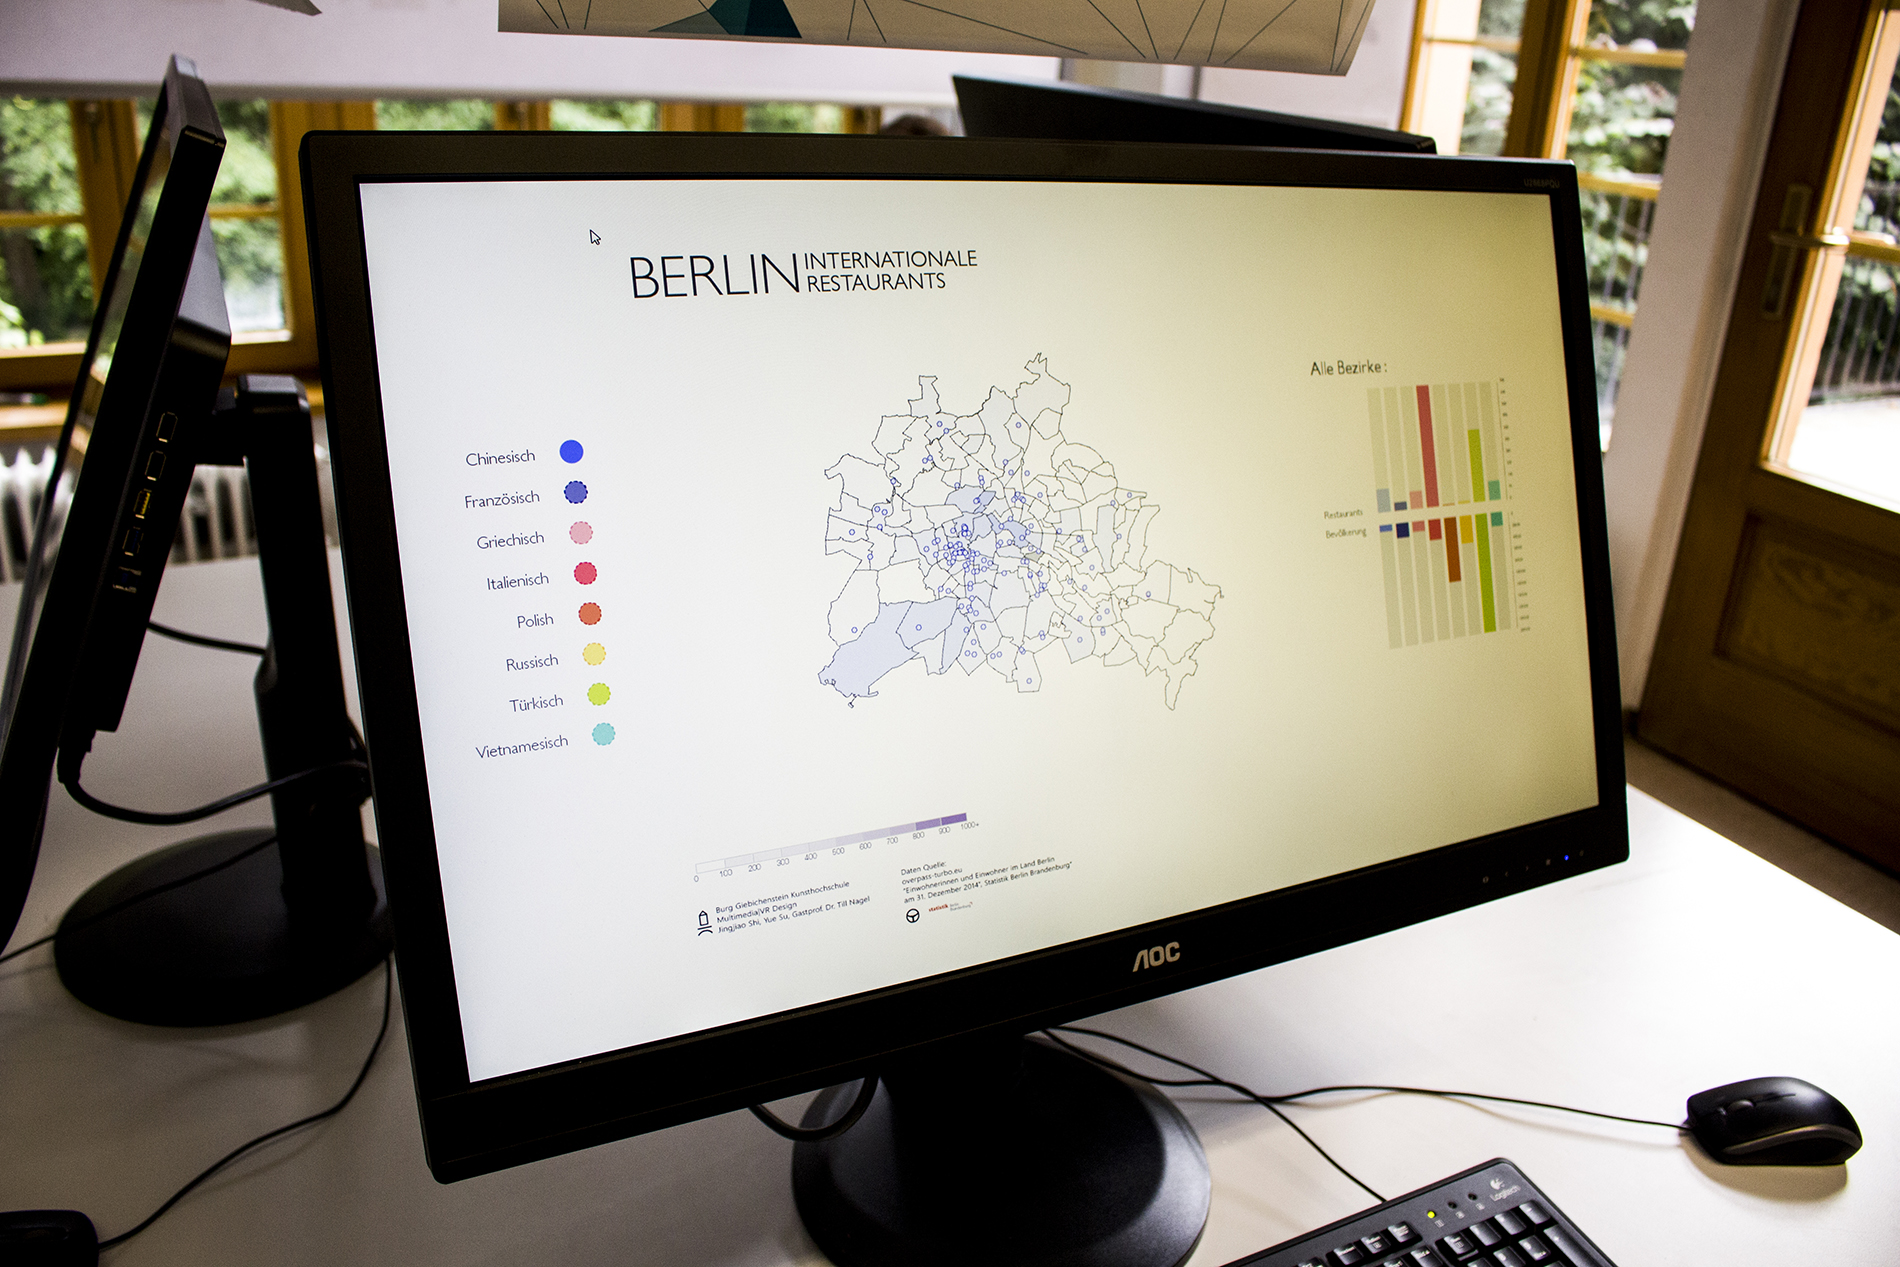 BERLIN INTERNATIONALE
RESTAURANTS
Alle Bezirke :
Restaurants
Bevölkerung
Chinesisch
Französisch
Griechisch
Italienisch
Polish
Russisch
Türkisch
Vietnamesisch
0 100 200 300 400 500 600 700 800 900 1000+
Burg Giebichenstein Kunsthochschule
Multimedia|VR Design
Jingjiao Shi, Yue Su, Gastprof. Dr. Till Nagel
Daten Quelle:
overpass-turbo.eu
"Einwohnerinnen und Einwohner im Land Berlin
am 31. Dezember 2014", Statistik Berlin Brandenburg"
statistik
AOC
Logitech